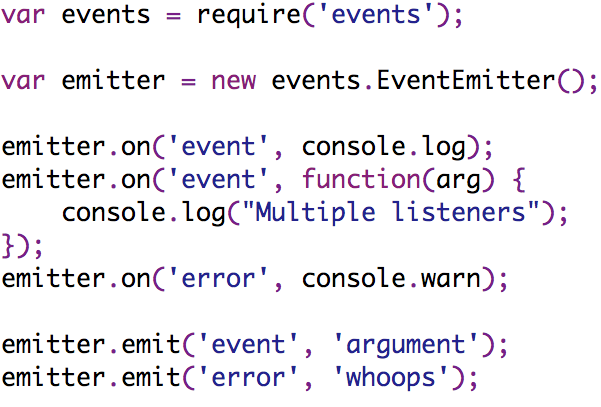 var events = require('events');
var emitter = new events.EventEmitter();
emitter.on('event', console.log);
emitter.on('event', function(arg) {
    console.log("Multiple listeners");
});
emitter.on('error', console.warn);
emitter.emit('event', 'argument');
emitter.emit('error', 'whoops');